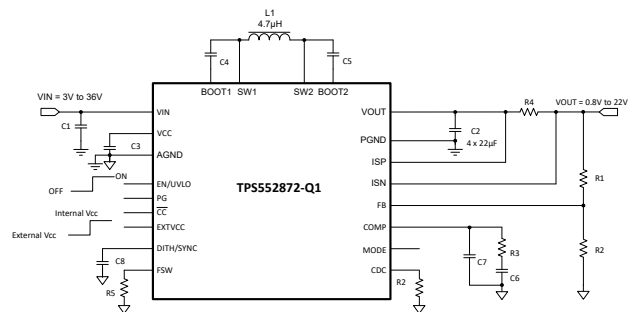 L1
4.7µH
C4
C5
BOOT1 SW1 SW2 BOOT2
VIN = 3V to 36V
C1
C3
VIN
VCC
AGND
OFF
ON
EN/UVLO
PG
CC
Internal Vcc
External Vcc
EXTVCC
DITH/SYNC
C8
FSW
R5
TPS552872-Q1
VOUT
PGND
ISP
ISN
FB
COMP
MODE
CDC
R4
VOUT = 0.8V to 22V
C2
4 x 22µF
R1
R2
R3
C7
C6
R2